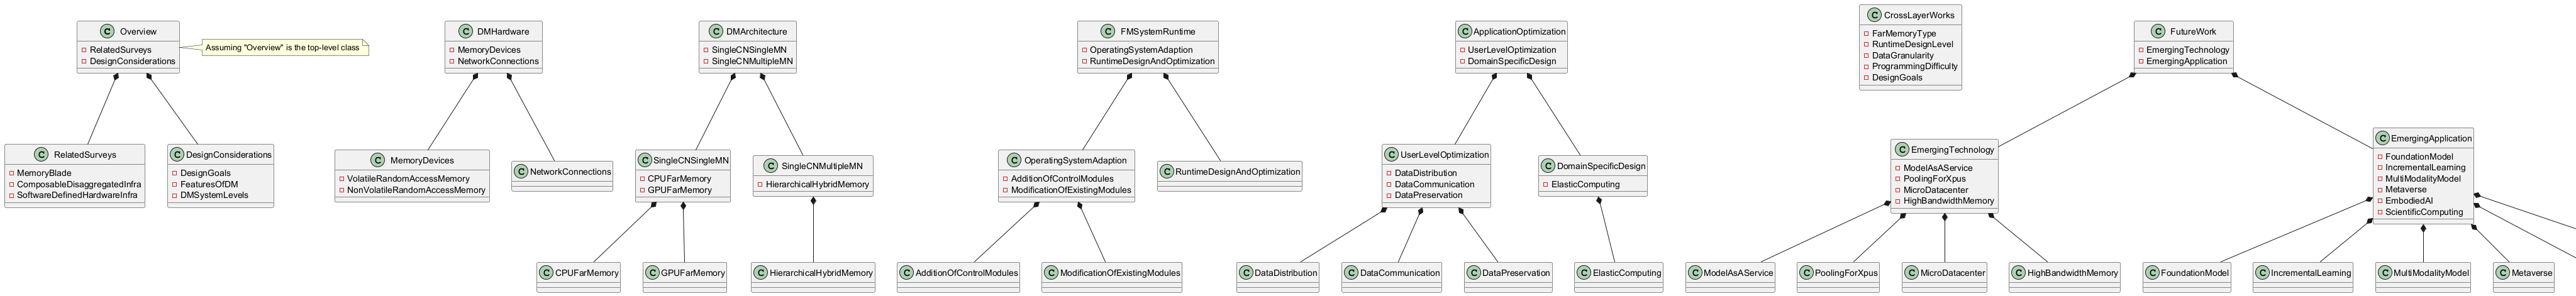 C Overview
RelatedSurveys
DesignConsiderations
Assuming "Overview" is the top-level class
C DMHardware
MemoryDevices
NetworkConnections
C DMArchitecture
SingleCNSingleMN
SingleCNMultipleMN
C FMSystemRuntime
OperatingSystemAdaption
RuntimeDesignAndOptimization
C ApplicationOptimization
UserLevelOptimization
DomainSpecificDesign
C CrossLayerWorks
FarMemoryType
RuntimeDesignLevel
DataGranularity
ProgrammingDifficulty
DesignGoals
C FutureWork
EmergingTechnology
EmergingApplication
C RelatedSurveys
MemoryBlade
ComposableDisaggregatedInfra
SoftwareDefinedHardwareInfra
C DesignConsiderations
DesignGoals
FeaturesOfDM
DMSystemLevels
C MemoryDevices
VolatileRandomAccessMemory
NonVolatileRandomAccessMemory
C NetworkConnections
C SingleCNSingleMN
CPUFarMemory
GPUFarMemory
C SingleCNMultipleMN
HierarchicalHybridMemory
C OperatingSystemAdaption
AdditionOfControlModules
ModificationOfExistingModules
C RuntimeDesignAndOptimization
C UserLevelOptimization
DataDistribution
DataCommunication
DataPreservation
C DomainSpecificDesign
ElasticComputing
C EmergingTechnology
ModelAsAService
PoolingForXpus
MicroDatacenter
HighBandwidthMemory
C EmergingApplication
FoundationModel
IncrementalLearning
MultiModalityModel
Metaverse
EmbodiedAI
ScientificComputing
C CPUFarMemory
C GPUFarMemory
C HierarchicalHybridMemory
C AdditionOfControlModules
C ModificationOfExistingModules
C DataDistribution
C DataCommunication
C DataPreservation
C ElasticComputing
C ModelAsAService
C PoolingForXpus
C MicroDatacenter
C HighBandwidthMemory
C FoundationModel
C IncrementalLearning
C MultiModalityModel
C Metaverse